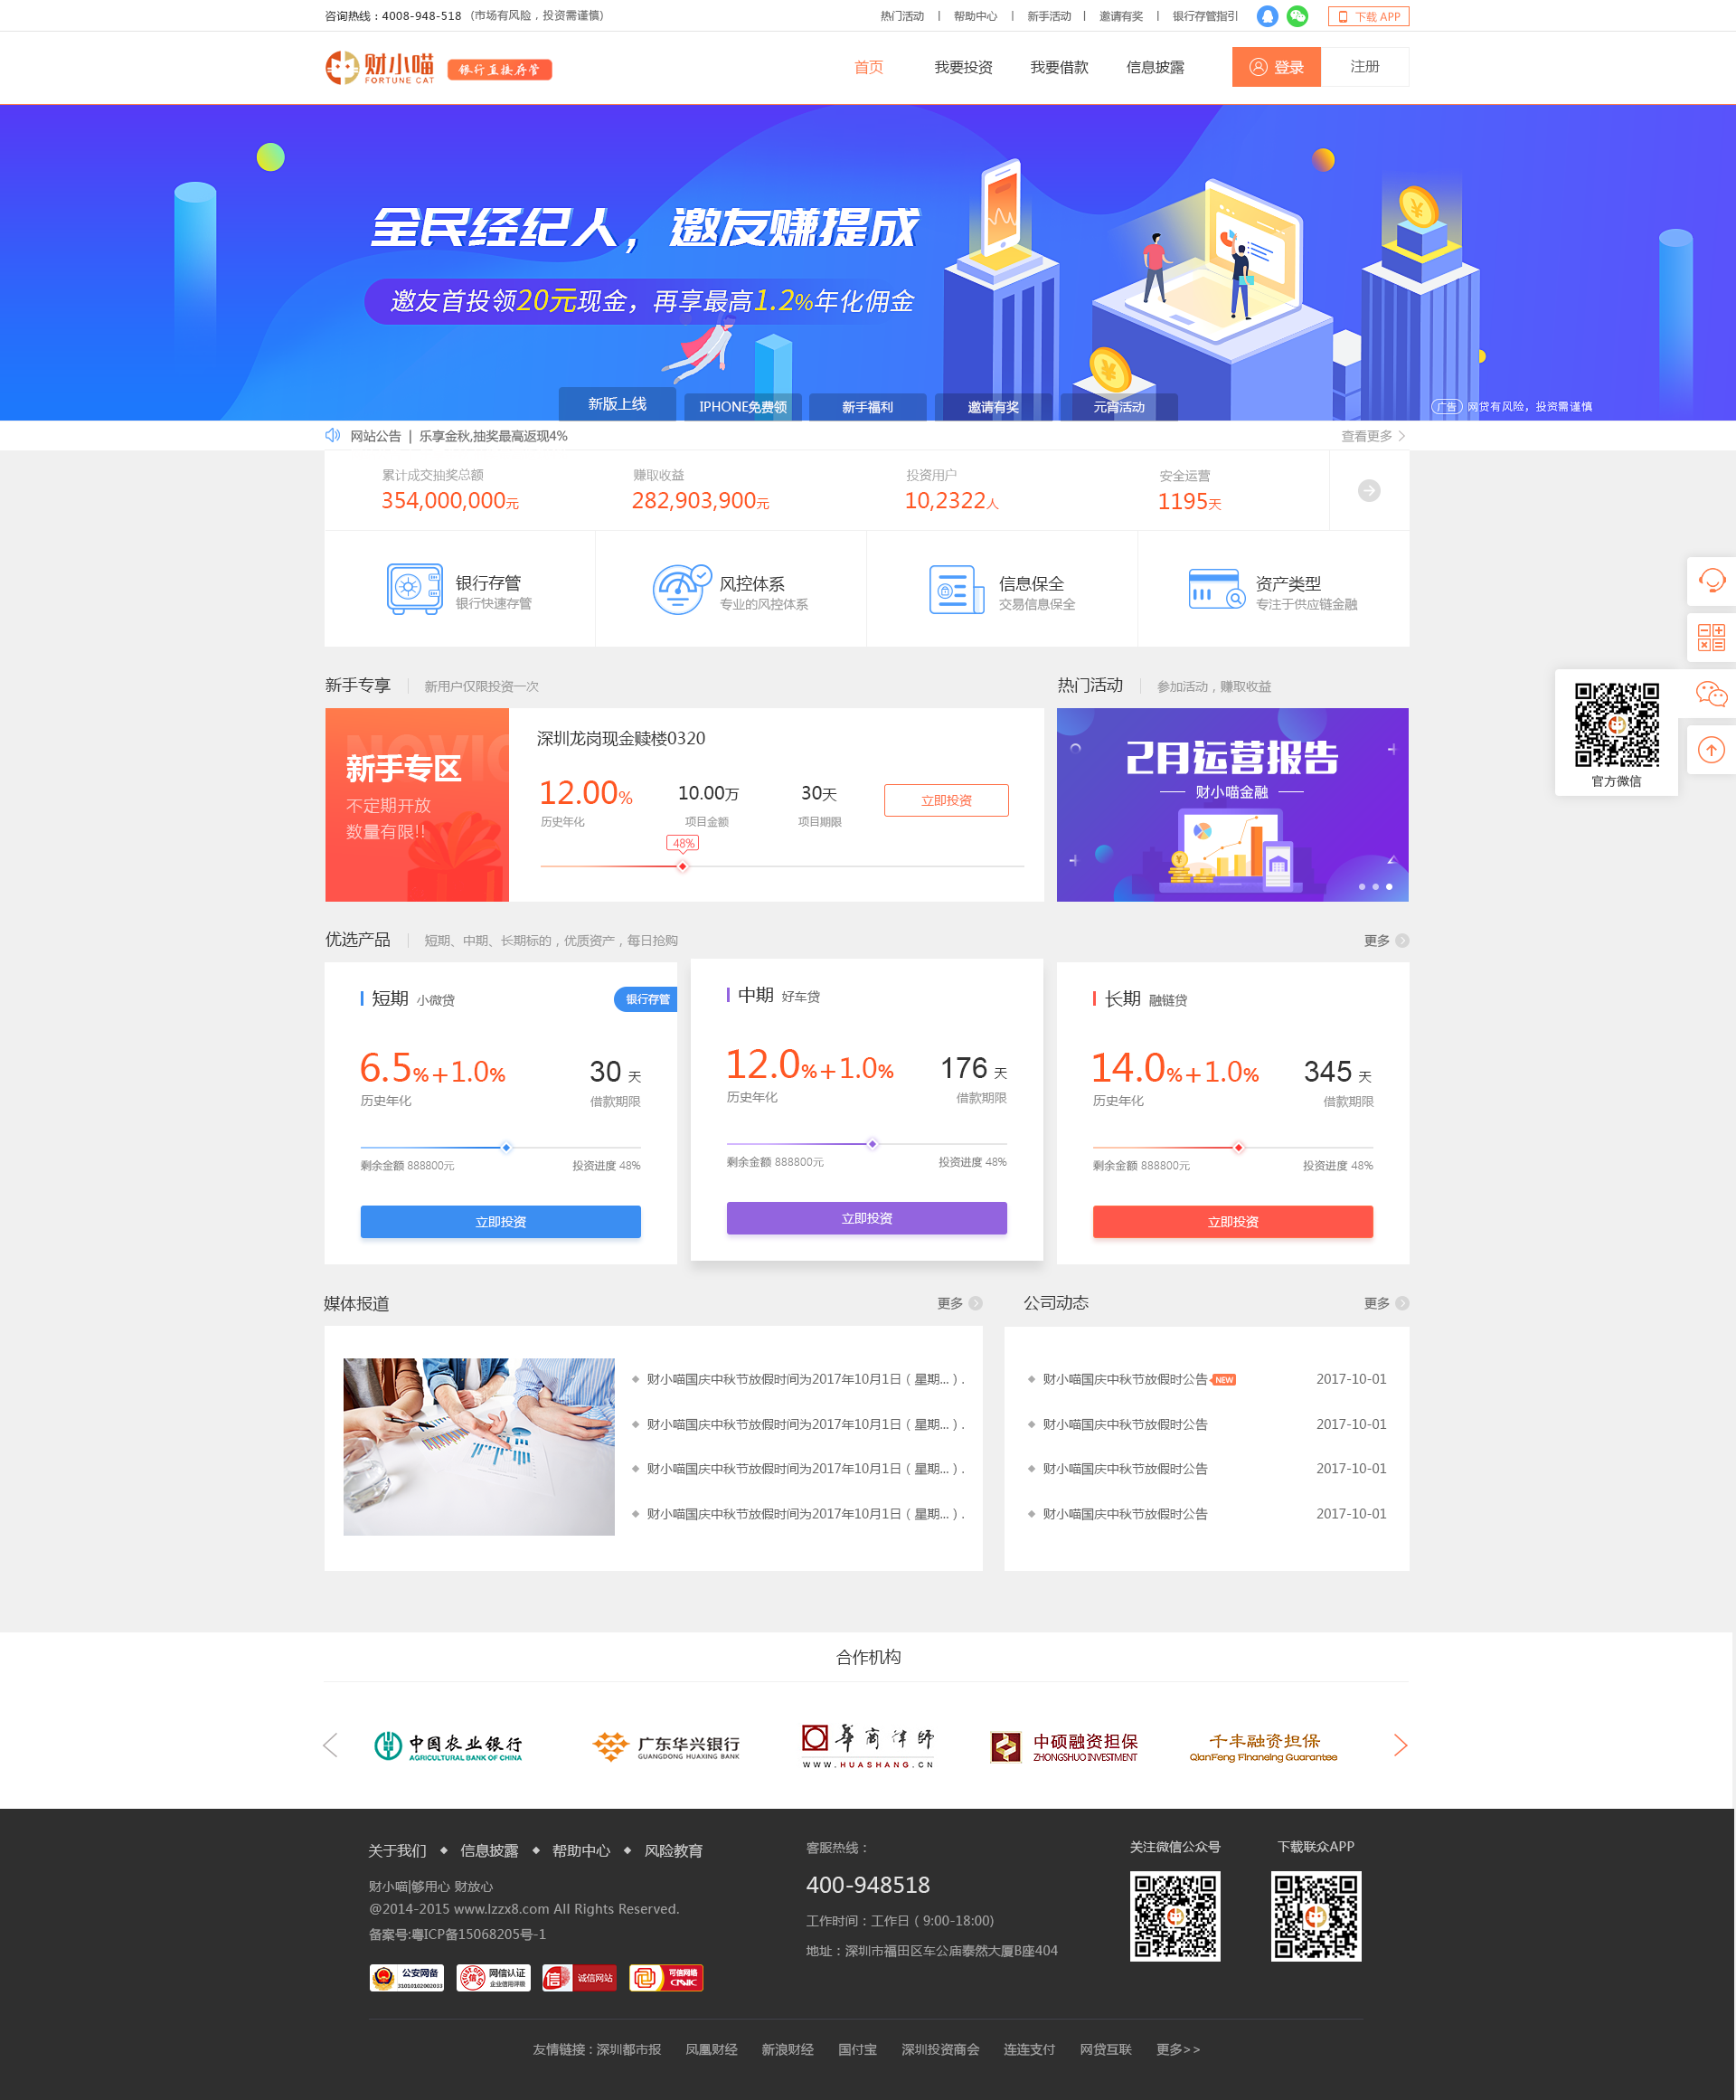 咨询热线：4008-948-518 （市场有风险，投资需谨慎）
热门活动 | 帮助中心 | 新手活动 | 邀请有奖 | 银行存管指引 下载 APP
财小喵
FORTUNE CAT
银行直接存管
首页 我要投资 我要借款 信息披露 登录 注册
全民经纪人，邀友赚提成
邀友首投领20元现金，再享最高1.2%年化佣金
新版上线 IPHONE免费领 新手福利 邀请有奖 元宵活动
广告 网贷有风险，投资需谨慎
网站公告 | 乐享金秋,抽奖最高返现4%
查看更多
累计成交抽奖总额 赚取收益 投资用户 安全运营
354,000,000元 282,903,900元 10,2322人 1195天
银行存管 风控体系 信息保全 资产类型
银行快速存管 专业的风控体系 交易信息保全 专注于供应链金融
官方微信
新手专享 | 新用户仅限投资一次
热门活动 | 参加活动，赚取收益
NOVIC
新手专区
不定期开放
数量有限!!
深圳龙岗现金赎楼0320
12.00% 10.00万 30天 立即投资
历史年化 项目金额 项目期限
48%
2月运营报告
财小喵金融
优选产品 | 短期、中期、长期标的，优质资产，每日抢购
更多
短期 小微贷 银行存管
6.5%+1.0% 30 天
历史年化 借款期限
剩余金额 888800元 投资进度 48%
立即投资
中期 好车贷
12.0%+1.0% 176 天
历史年化 借款期限
剩余金额 888800元 投资进度 48%
立即投资
长期 融链贷
14.0%+1.0% 345 天
历史年化 借款期限
剩余金额 888800元 投资进度 48%
立即投资
媒体报道 更多
财小喵国庆中秋节放假时间为2017年10月1日（星期...）.
财小喵国庆中秋节放假时间为2017年10月1日（星期...）.
财小喵国庆中秋节放假时间为2017年10月1日（星期...）.
财小喵国庆中秋节放假时间为2017年10月1日（星期...）.
公司动态 更多
财小喵国庆中秋节放假时公告 NEW 2017-10-01
财小喵国庆中秋节放假时公告 2017-10-01
财小喵国庆中秋节放假时公告 2017-10-01
财小喵国庆中秋节放假时公告 2017-10-01
合作机构
中国农业银行
AGRICULTURAL BANK OF CHINA
广东华兴银行
GUANGDONG HUAXING BANK
華商律师
WWW.HUASHANG.CN
中硕融资担保
ZHONGSHUO INVESTMENT
千丰融资担保
QianFeng Financing Guarantee
关于我们 信息披露 帮助中心 风险教育
财小喵|够用心 财放心
@2014-2015 www.lzzx8.com All Rights Reserved.
备案号:粤ICP备15068205号-1
公安网备
31010102002033
网信认证
企业信用评级
信
诚信网站
可信网络
CNNIC
客服热线：
400-948518
工作时间：工作日（9:00-18:00)
地址：深圳市福田区车公庙泰然大厦B座404
关注微信公众号 下载联众APP
友情链接：深圳都市报 凤凰财经 新浪财经 国付宝 深圳投资商会 连连支付 网贷互联 更多>>